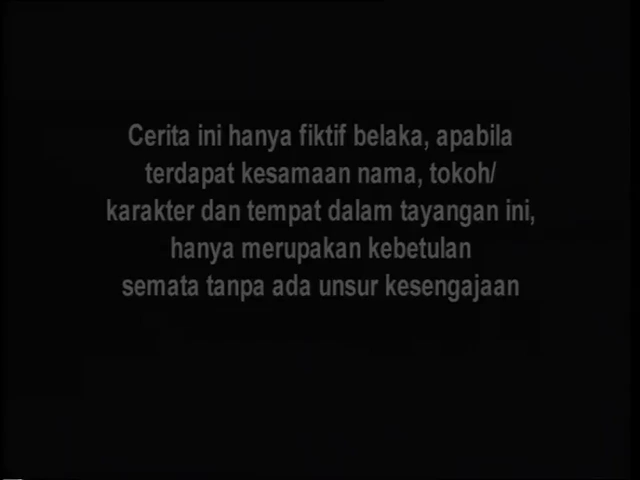 Cerita ini hanya fiktif belaka, apabila
terdapat kesamaan nama, tokoh/
karakter dan tempat dalam tayangan ini,
hanya merupakan kebetulan
semata tanpa ada unsur kesengajaan